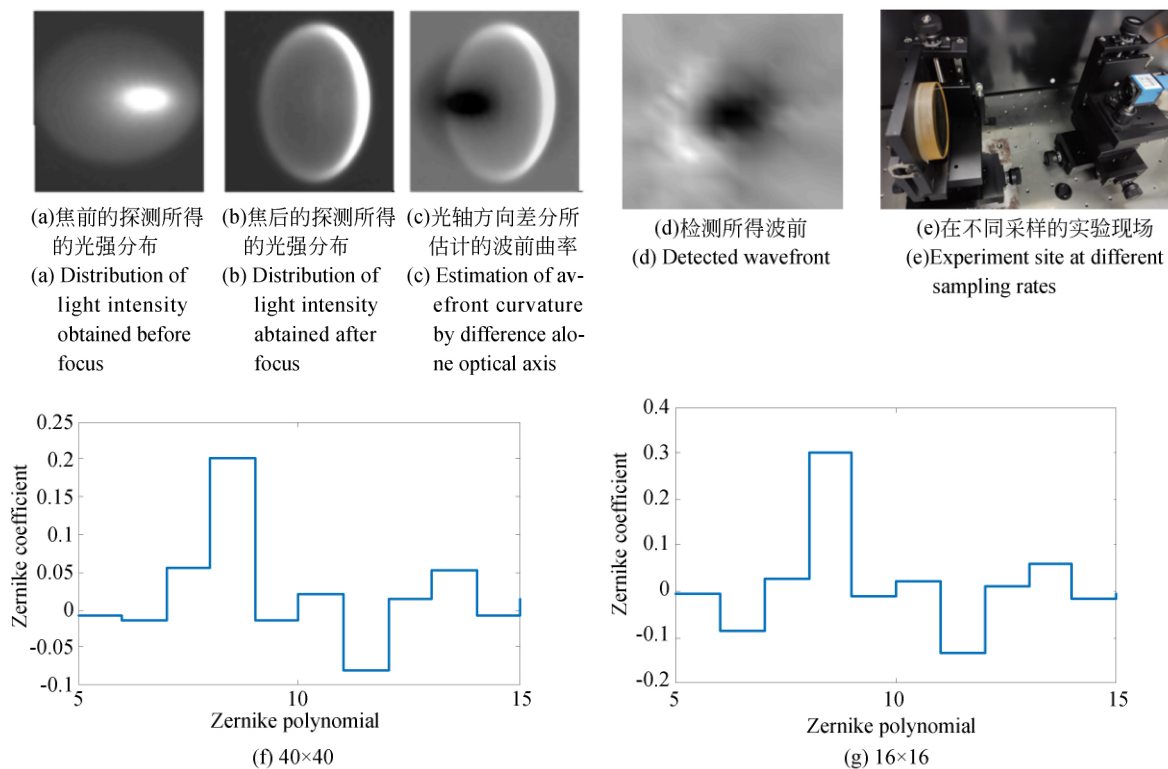 (a)焦前的探测所得
的光强分布
(a) Distribution of
light intensity
obtained before
focus
(b)焦后的探测所得
的光强分布
(b) Distribution of
light intensity
abtained after
focus
(c)光轴方向差分所
估计的波前曲率
(c) Estimation of av-
efront curvature
by difference alo-
ne optical axis
(d)检测所得波前
(d) Detected wavefront
(e)在不同采样的实验现场
(e)Experiment site at different
sampling rates
0.25
0.2
0.15
0.1
0.05
0
-0.05
-0.1
Zernike coefficient
5
10
15
Zernike polynomial
(f) 40×40
0.4
0.3
0.2
0.1
0
-0.1
-0.2
Zernike coefficient
5
10
15
Zernike polynomial
(g) 16×16